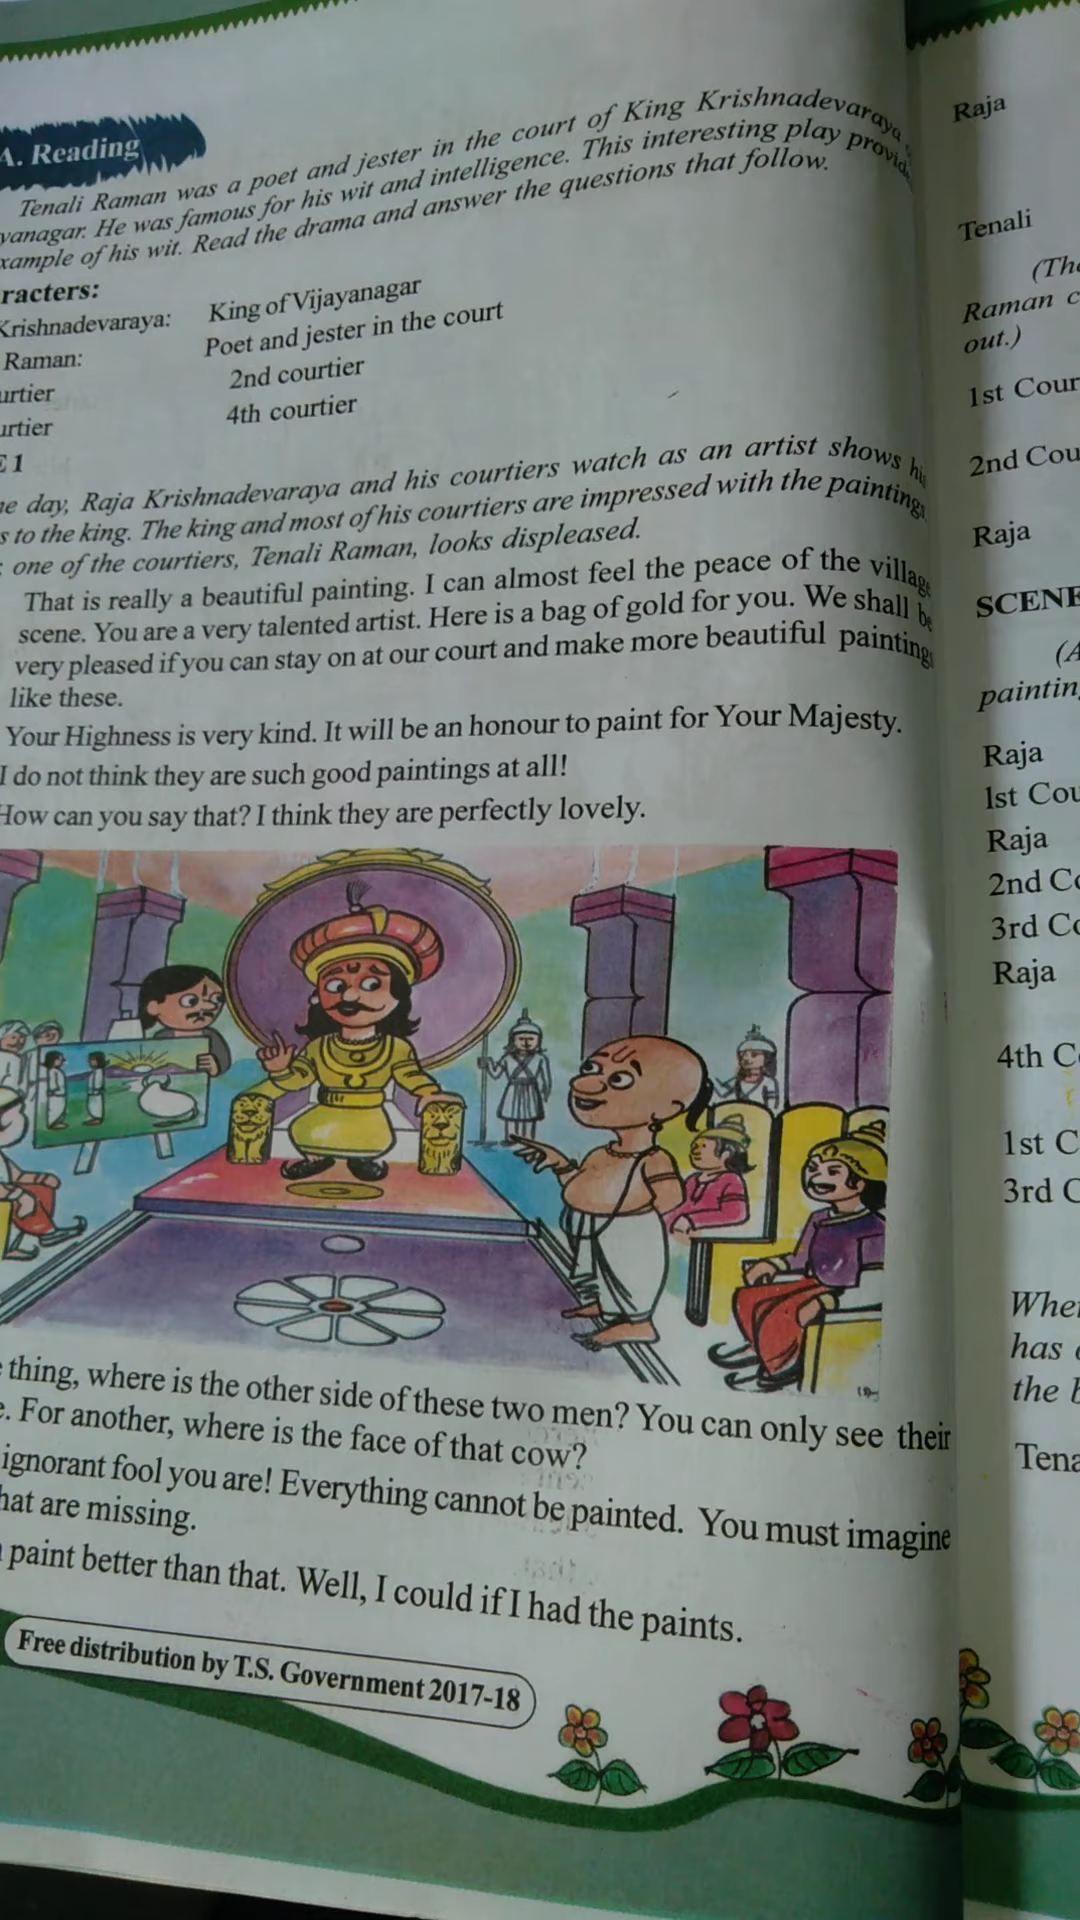 A. Reading
Tenali Raman was a poet and jester in the court of King Krishnadevaraya
yanagar. He was famous for his wit and intelligence. This interesting play provid
xample of his wit. Read the drama and answer the questions that follow.
racters:
Krishnadevaraya: King of Vijayanagar
Raman: Poet and jester in the court
urtier 2nd courtier
urtier 4th courtier
E 1
ne day, Raja Krishnadevaraya and his courtiers watch as an artist shows his
s to the king. The king and most of his courtiers are impressed with the paintings
one of the courtiers, Tenali Raman, looks displeased.
That is really a beautiful painting. I can almost feel the peace of the village
scene. You are a very talented artist. Here is a bag of gold for you. We shall be
very pleased if you can stay on at our court and make more beautiful paintings
like these.
Your Highness is very kind. It will be an honour to paint for Your Majesty.
I do not think they are such good paintings at all!
How can you say that? I think they are perfectly lovely.
e thing, where is the other side of these two men? You can only see their
e. For another, where is the face of that cow?
ignorant fool you are! Everything cannot be painted. You must imagine
hat are missing.
n paint better than that. Well, I could if I had the paints.
Free distribution by T.S. Government 2017-18
Raja
Tenali
(The
Raman c
out.)
1st Cour
2nd Cou
Raja
SCENE
(A
painting
Raja
1st Cou
Raja
2nd Co
3rd Co
Raja
4th C
1st C
3rd C
When
has
the b
Tena